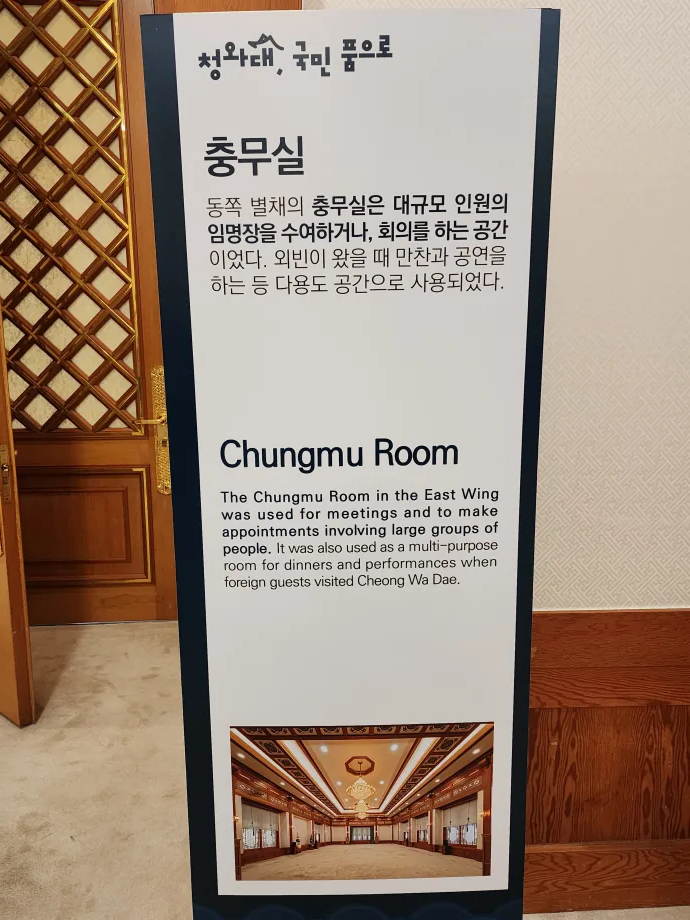 청와대, 국민 품으로
충무실
동쪽 별채의 충무실은 대규모 인원의
임명장을 수여하거나, 회의를 하는 공간
이었다. 외빈이 왔을 때 만찬과 공연을
하는 등 다용도 공간으로 사용되었다.
Chungmu Room
The Chungmu Room in the East Wing
was used for meetings and to make
appointments involving large groups of
people. It was also used as a multi-purpose
room for dinners and performances when
foreign guests visited Cheong Wa Dae.